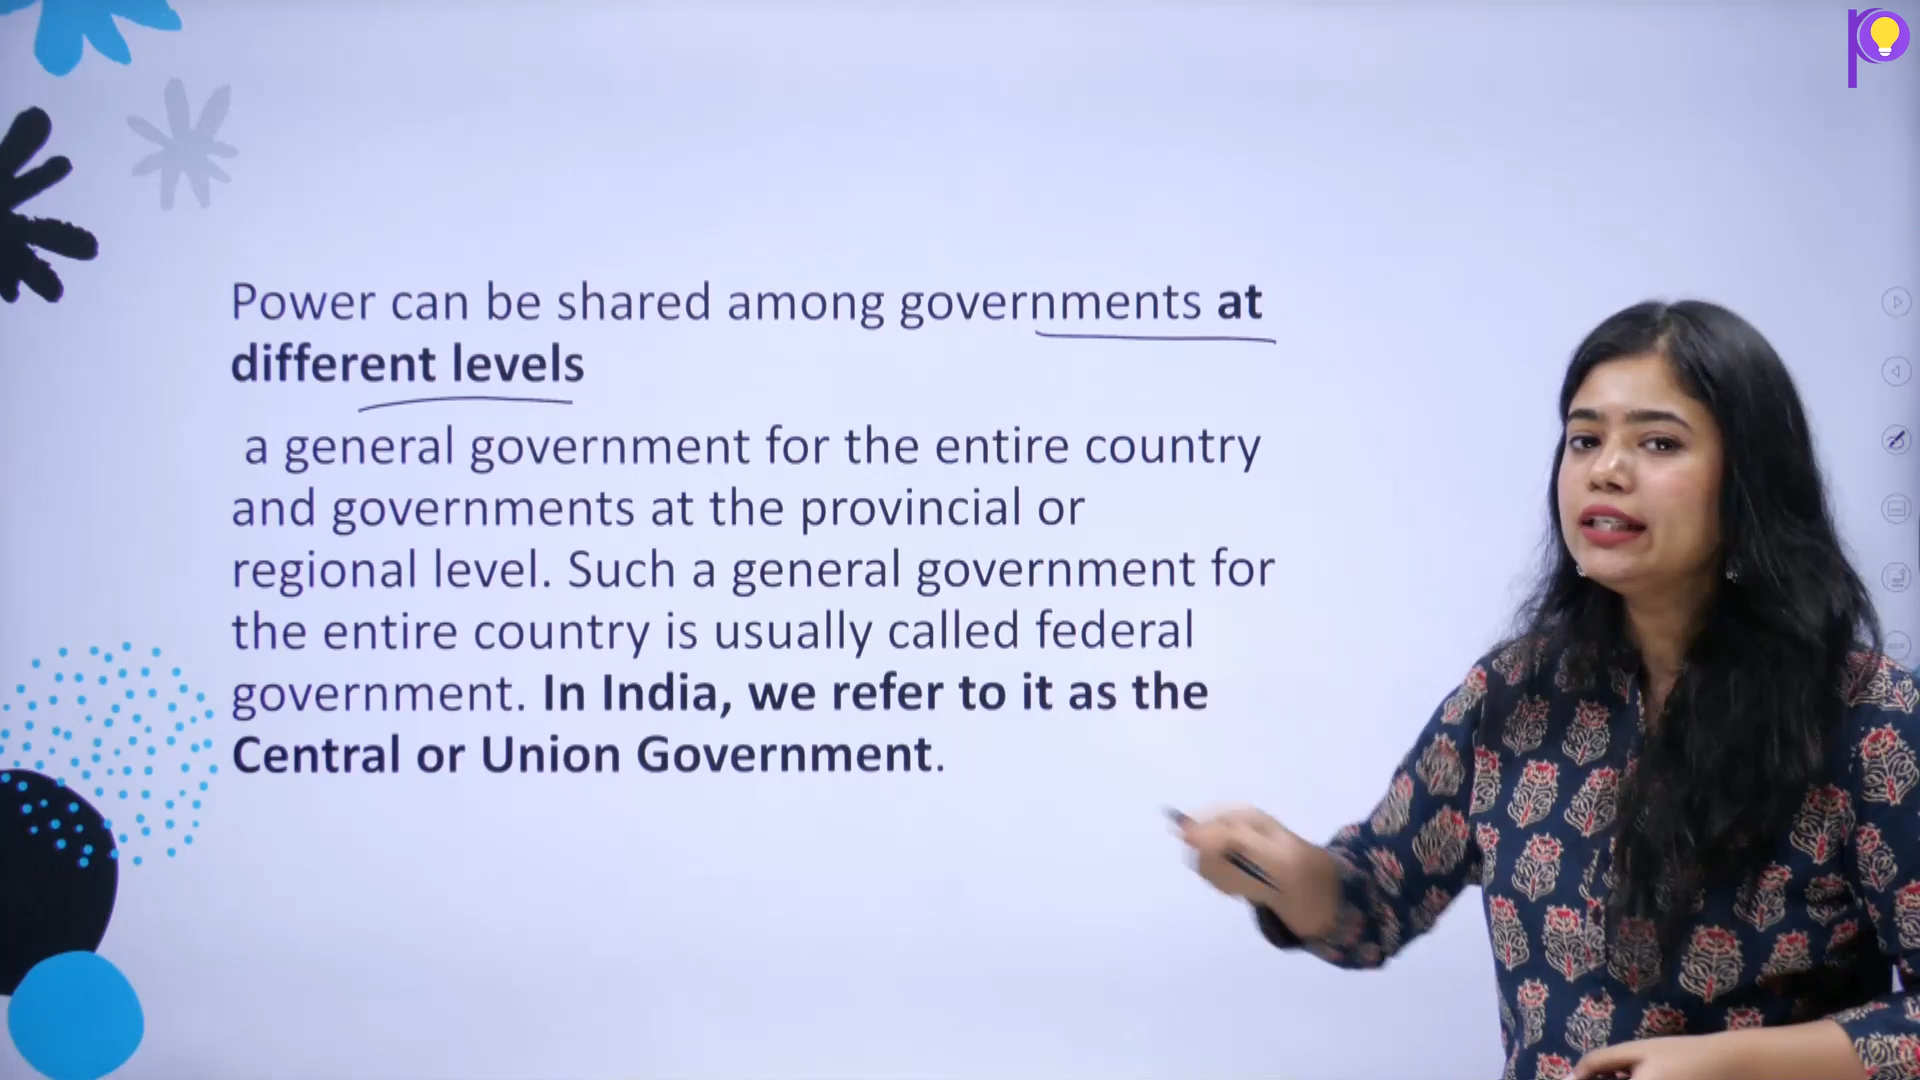 Power can be shared among governments at
different levels
a general government for the entire country
and governments at the provincial or
regional level. Such a general government for
the entire country is usually called federal
government. In India, we refer to it as the
Central or Union Government.